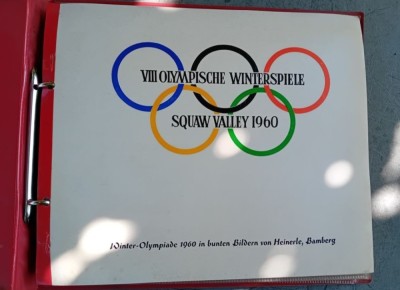 VIII OLYMPISCHE WINTERSPIELE
SQUAW VALLEY 1960
Winter-Olympiade 1960 in bunten Bildern von Heinerle, Bamberg